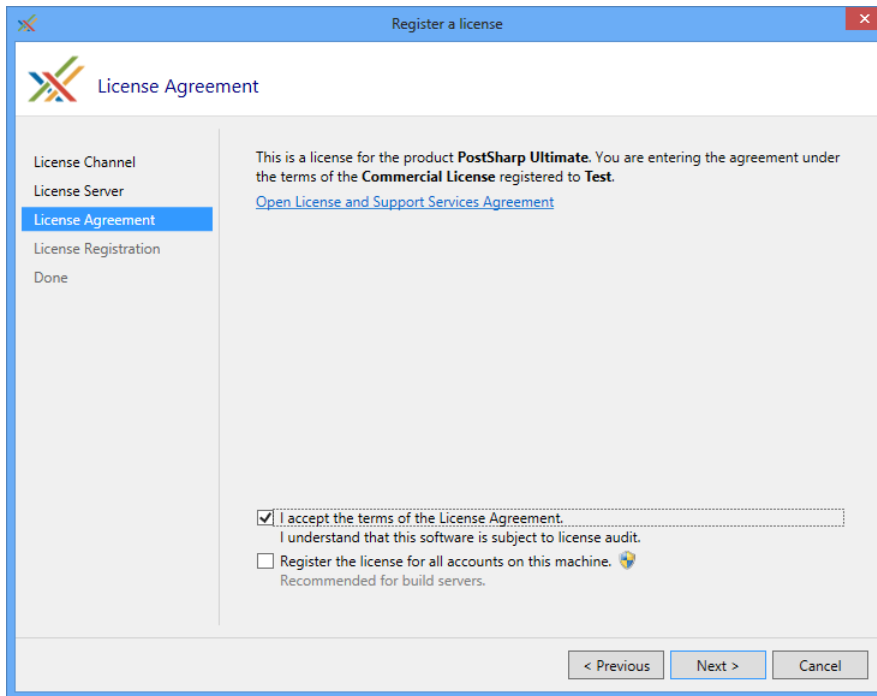 Register a license
License Agreement
License Channel
License Server
License Agreement
License Registration
Done
This is a license for the product PostSharp Ultimate. You are entering the agreement under
the terms of the Commercial License registered to Test.
Open License and Support Services Agreement
I accept the terms of the License Agreement.
I understand that this software is subject to license audit.
Register the license for all accounts on this machine.
Recommended for build servers.
< Previous
Next >
Cancel